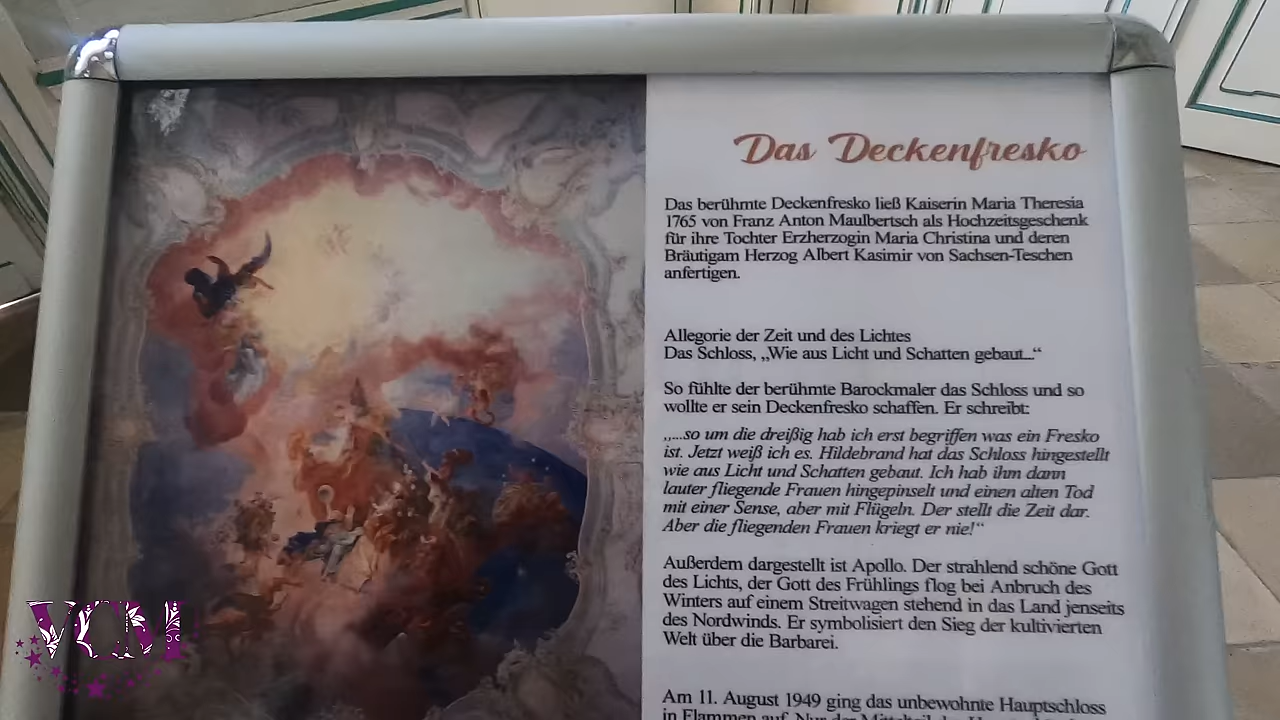 Das Deckenfresko
Das berühmte Deckenfresko ließ Kaiserin Maria Theresia
1765 von Franz Anton Maulbertsch als Hochzeitsgeschenk
für ihre Tochter Erzherzogin Maria Christina und deren
Bräutigam Herzog Albert Kasimir von Sachsen-Teschen
anfertigen.
Allegorie der Zeit und des Lichtes
Das Schloss, „Wie aus Licht und Schatten gebaut...“
So fühlte der berühmte Barockmaler das Schloss und so
wollte er sein Deckenfresko schaffen. Er schreibt:
„...so um die dreißig hab ich erst begriffen was ein Fresko
ist. Jetzt weiß ich es. Hildebrand hat das Schloss hingestellt
wie aus Licht und Schatten gebaut. Ich hab ihm dann
lauter fliegende Frauen hingepinselt und einen alten Tod
mit einer Sense, aber mit Flügeln. Der stellt die Zeit dar.
Aber die fliegenden Frauen kriegt er nie!“
Außerdem dargestellt ist Apollo. Der strahlend schöne Gott
des Lichts, der Gott des Frühlings flog bei Anbruch des
Winters auf einem Streitwagen stehend in das Land jenseits
des Nordwinds. Er symbolisiert den Sieg der kultivierten
Welt über die Barbarei.
Am 11. August 1949 ging das unbewohnte Hauptschloss
in Flammen auf. Nur der Mittelteil
VCM